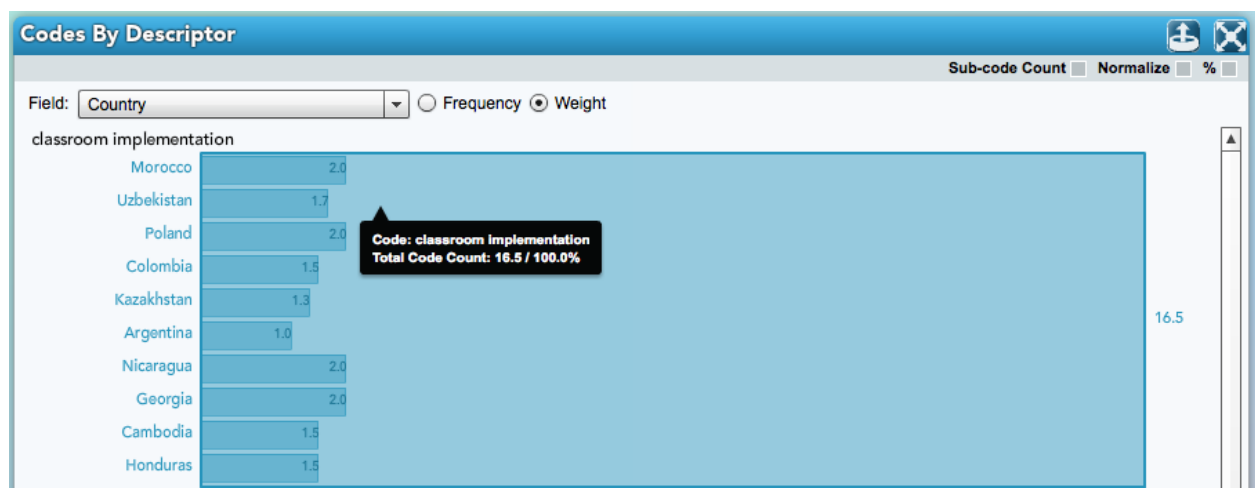 Codes By Descriptor
Sub-code Count Normalize %
Field: Country Frequency Weight
classroom implementation
Morocco 2.0
Uzbekistan 1.7
Poland 2.0
Code: classroom implementation
Total Code Count: 16.5 / 100.0%
Colombia 1.5
Kazakhstan 1.3
16.5
Argentina 1.0
Nicaragua 2.0
Georgia 2.0
Cambodia 1.5
Honduras 1.5